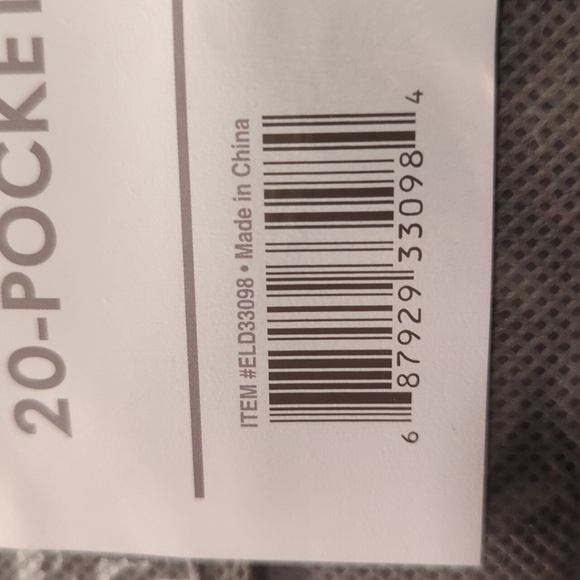 20-POCKET
ITEM #ELD33098 • Made in China
6 87929 33098 4